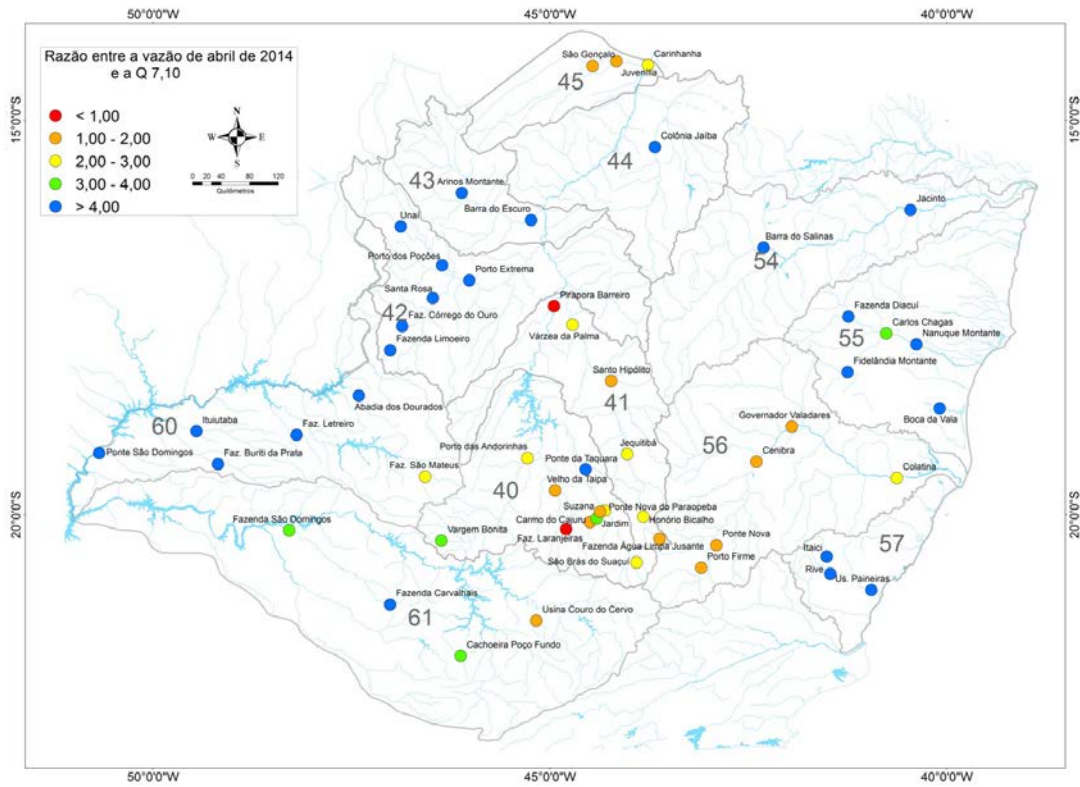 50°0'0"W 45°0'0"W 40°0'0"W
Razão entre a vazão de abril de 2014
e a Q 7,10
< 1,00
1,00 - 2,00
2,00 - 3,00
3,00 - 4,00
> 4,00
N
W E
S
0 20 40 60 80 120
Quilômetros
15°0'0"S
15°0'0"S
20°0'0"S
20°0'0"S
São Gonçalo
Carinhanha
Juvenília
45
Colônia Jaíba
44
43
Arinos Montante
Barra do Escuro
Unaí
Jacinto
Barra do Salinas
54
Porto dos Poções
Porto Extrema
Santa Rosa
42
Faz. Córrego do Ouro
Fazenda Limoeiro
Pirapora Barreiro
Várzea da Palma
Fazenda Diacuí
Carlos Chagas
55
Nanuque Montante
Fidelândia Montante
Santo Hipólito
41
Abadia dos Dourados
Boca da Vala
60
Ituiutaba
Faz. Letreiro
Governador Valadares
56
Ponte São Domingos
Faz. Buriti da Prata
Porto das Andorinhas
Jequitibá
Cenibra
Faz. São Mateus
Ponte da Taquara
Colatina
40
Velho da Taipa
Suzana
Ponte Nova do Paraopeba
Fazenda São Domingos
Carmo do Cajuru
Jardim
Honório Bicalho
Vargem Bonita
Faz. Laranjeiras
Fazenda Água Limpa Jusante
Ponte Nova
57
São Brás do Suaçuí
Porto Firme
Itaici
Rive
Us. Paineiras
Fazenda Carvalhais
61
Usina Couro do Cervo
Cachoeira Poço Fundo
50°0'0"W 45°0'0"W 40°0'0"W